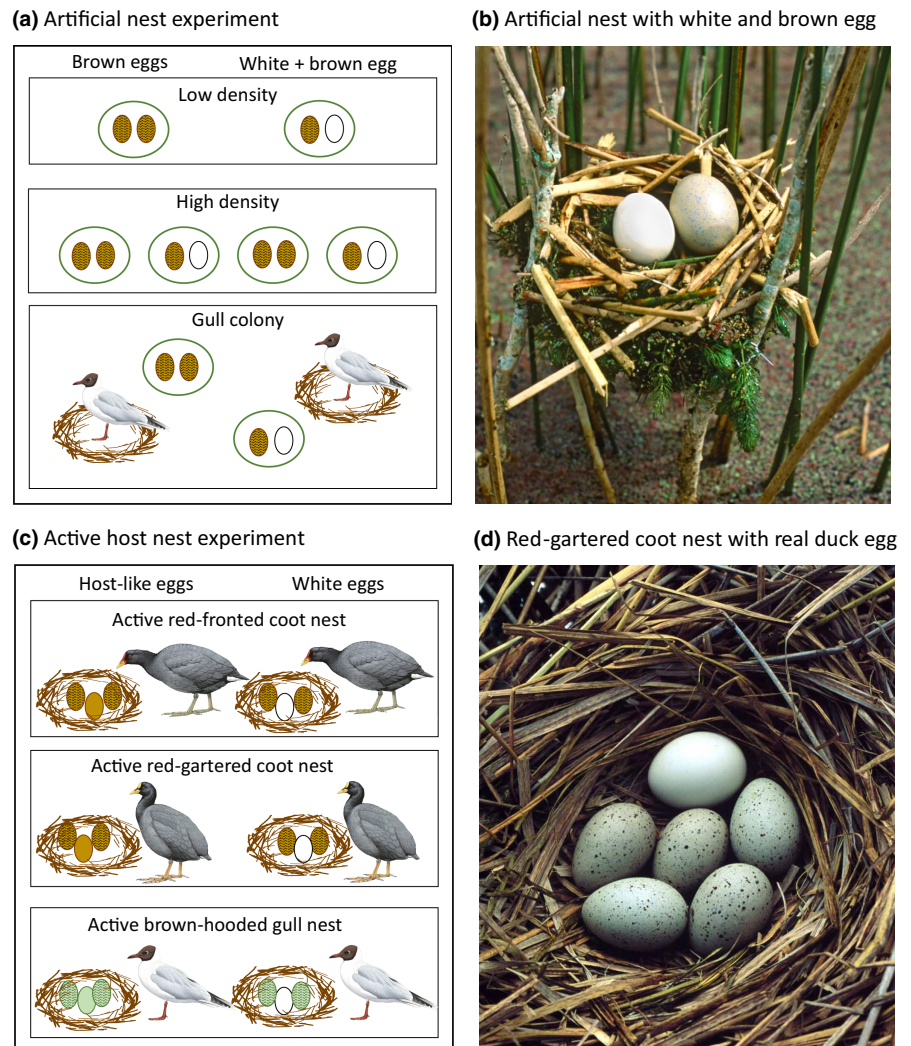 (a) Artificial nest experiment
Brown eggs
White + brown egg
Low density
High density
Gull colony
(b) Artificial nest with white and brown egg
(c) Active host nest experiment
Host-like eggs
White eggs
Active red-fronted coot nest
Active red-gartered coot nest
Active brown-hooded gull nest
(d) Red-gartered coot nest with real duck egg